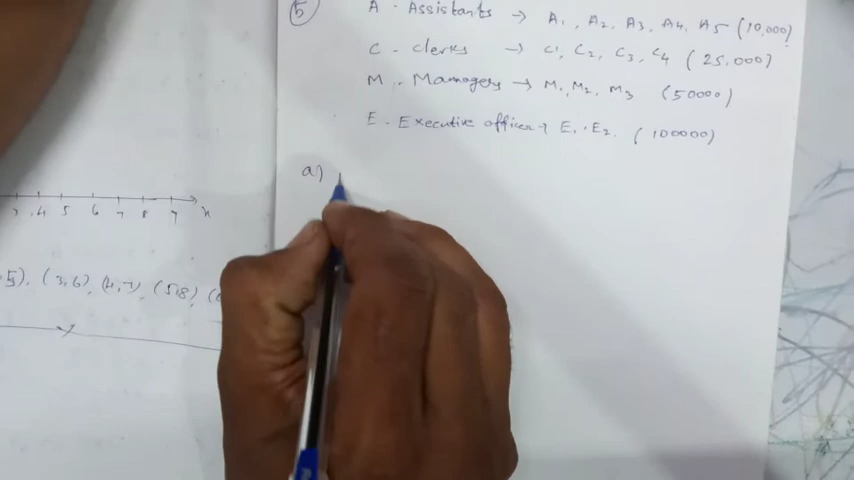 5
A - Assistants → A1, A2, A3, A4, A5 (10,000)
C - Clerks → C1, C2, C3, C4 (25,000)
M - Managers → M1, M2, M3 (50000)
E - Executive officer → E1, E2. (100000)
a)
3 4 5 6 7 8 9 x
5), (3,6), (4,7), (5,8), (